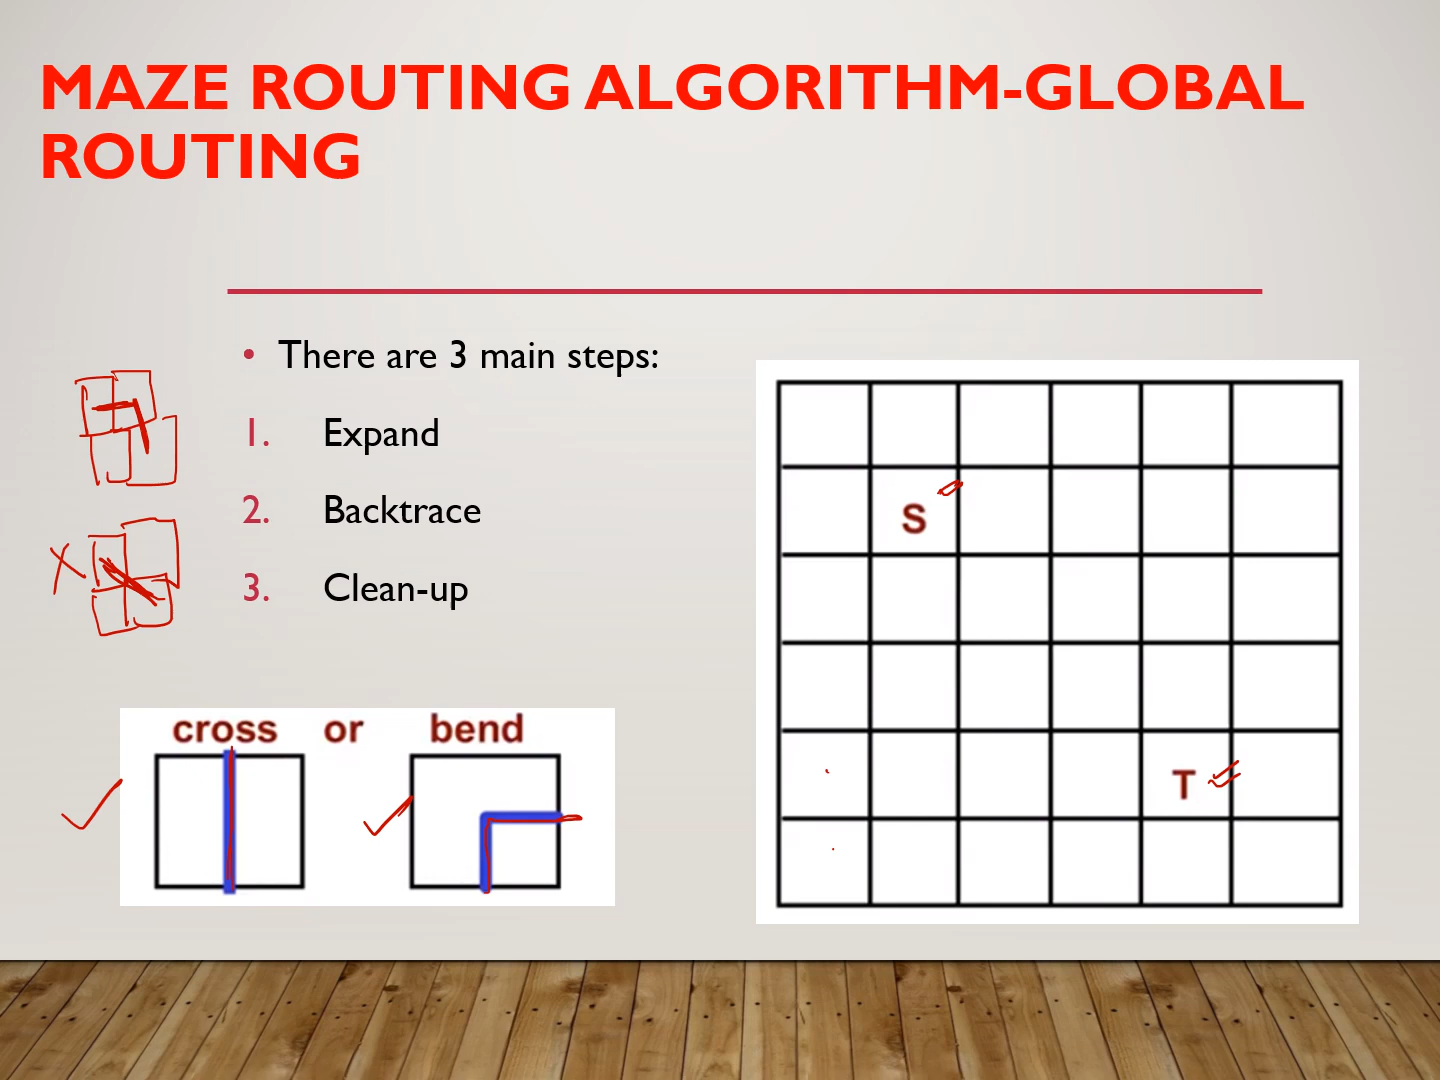 MAZE ROUTING ALGORITHM-GLOBAL
ROUTING
• There are 3 main steps:
1. Expand
2. Backtrace
3. Clean-up
cross or bend
S
T